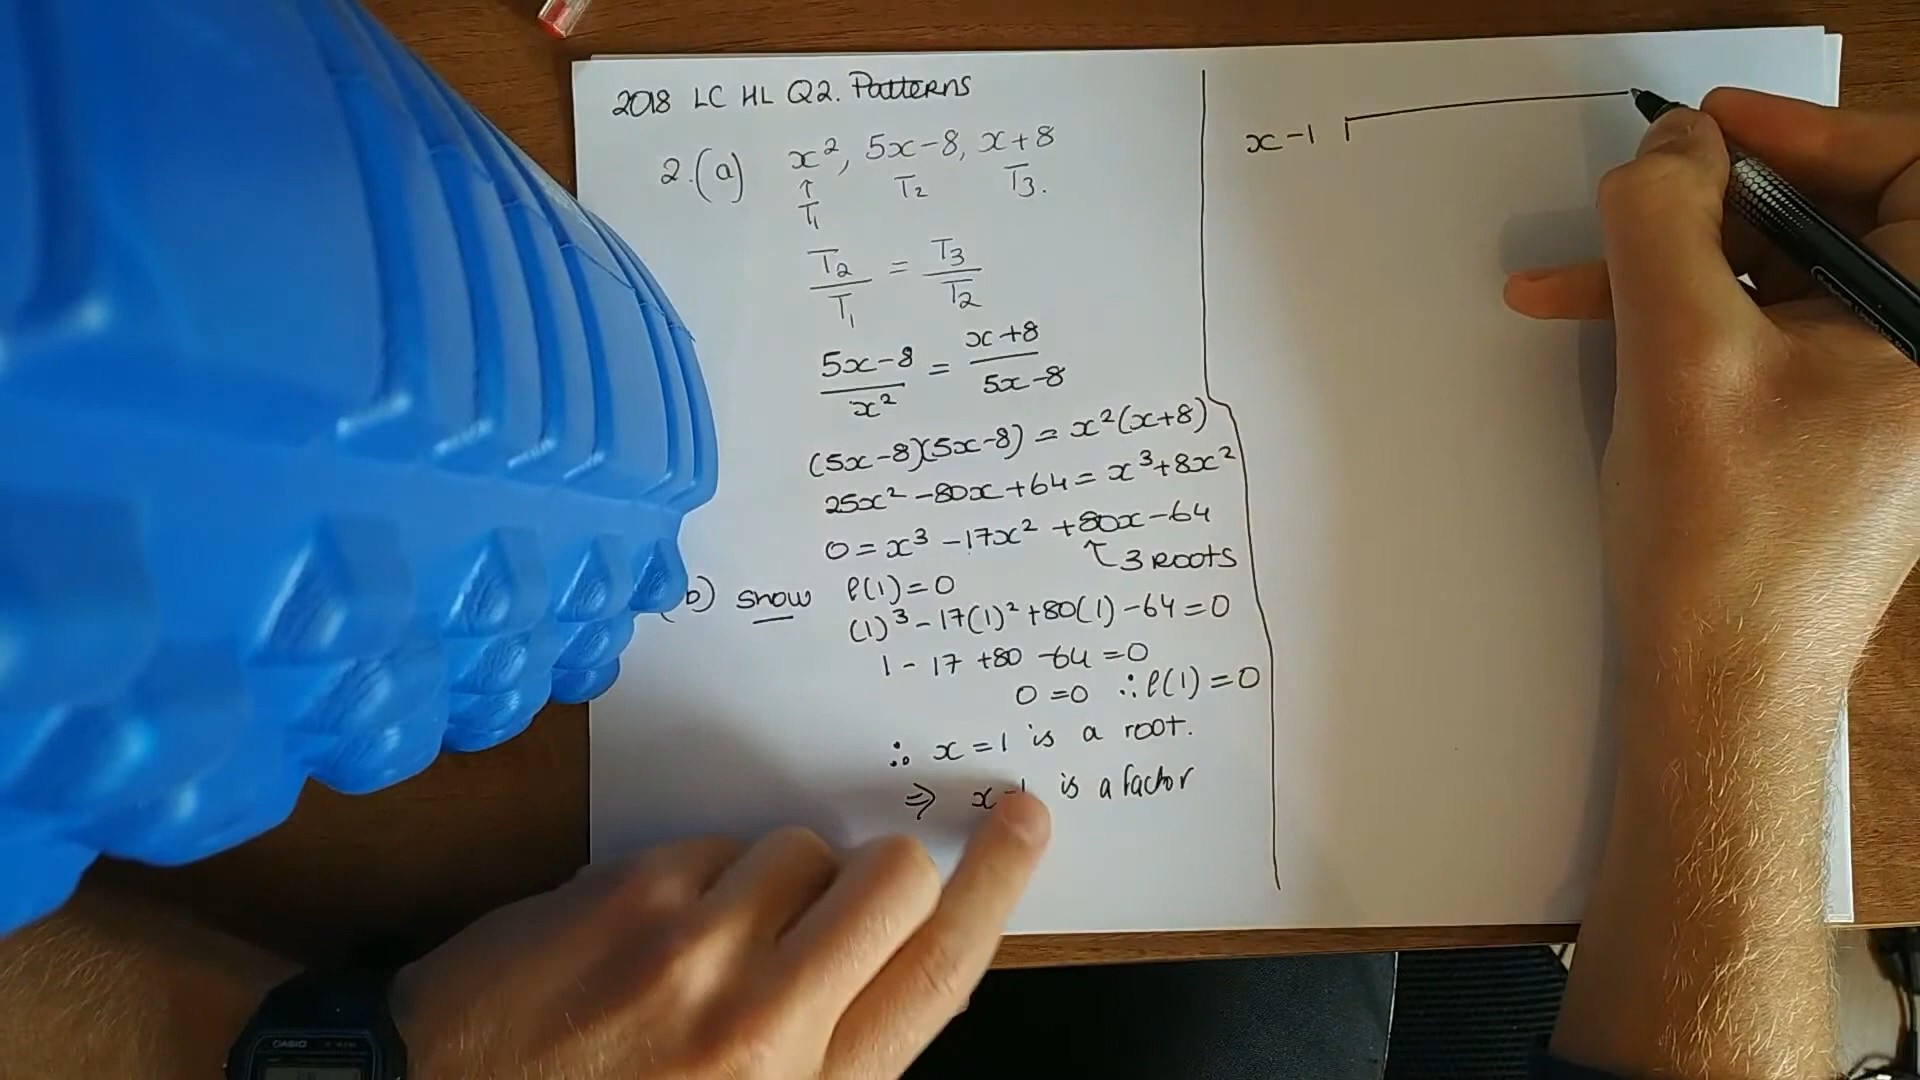 2018 LC HL Q2. Patterns
2.(a) x², 5x-8, x+8
↑ T₁ T₂ T₃.
T₂/T₁ = T₃/T₂
5x-8/x² = x+8/5x-8
(5x-8)(5x-8) = x²(x+8)
25x² -80x +64 = x³+8x²
0 = x³ -17x² +80x -64
↑ 3 ROOTS
b) show P(1)=0
(1)³ -17(1)² +80(1) -64 = 0
1 - 17 +80 -64 = 0
0 = 0 ∴ P(1) = 0
∴ x = 1 is a root.
⇒ x-1 is a factor
x-1
CASIO